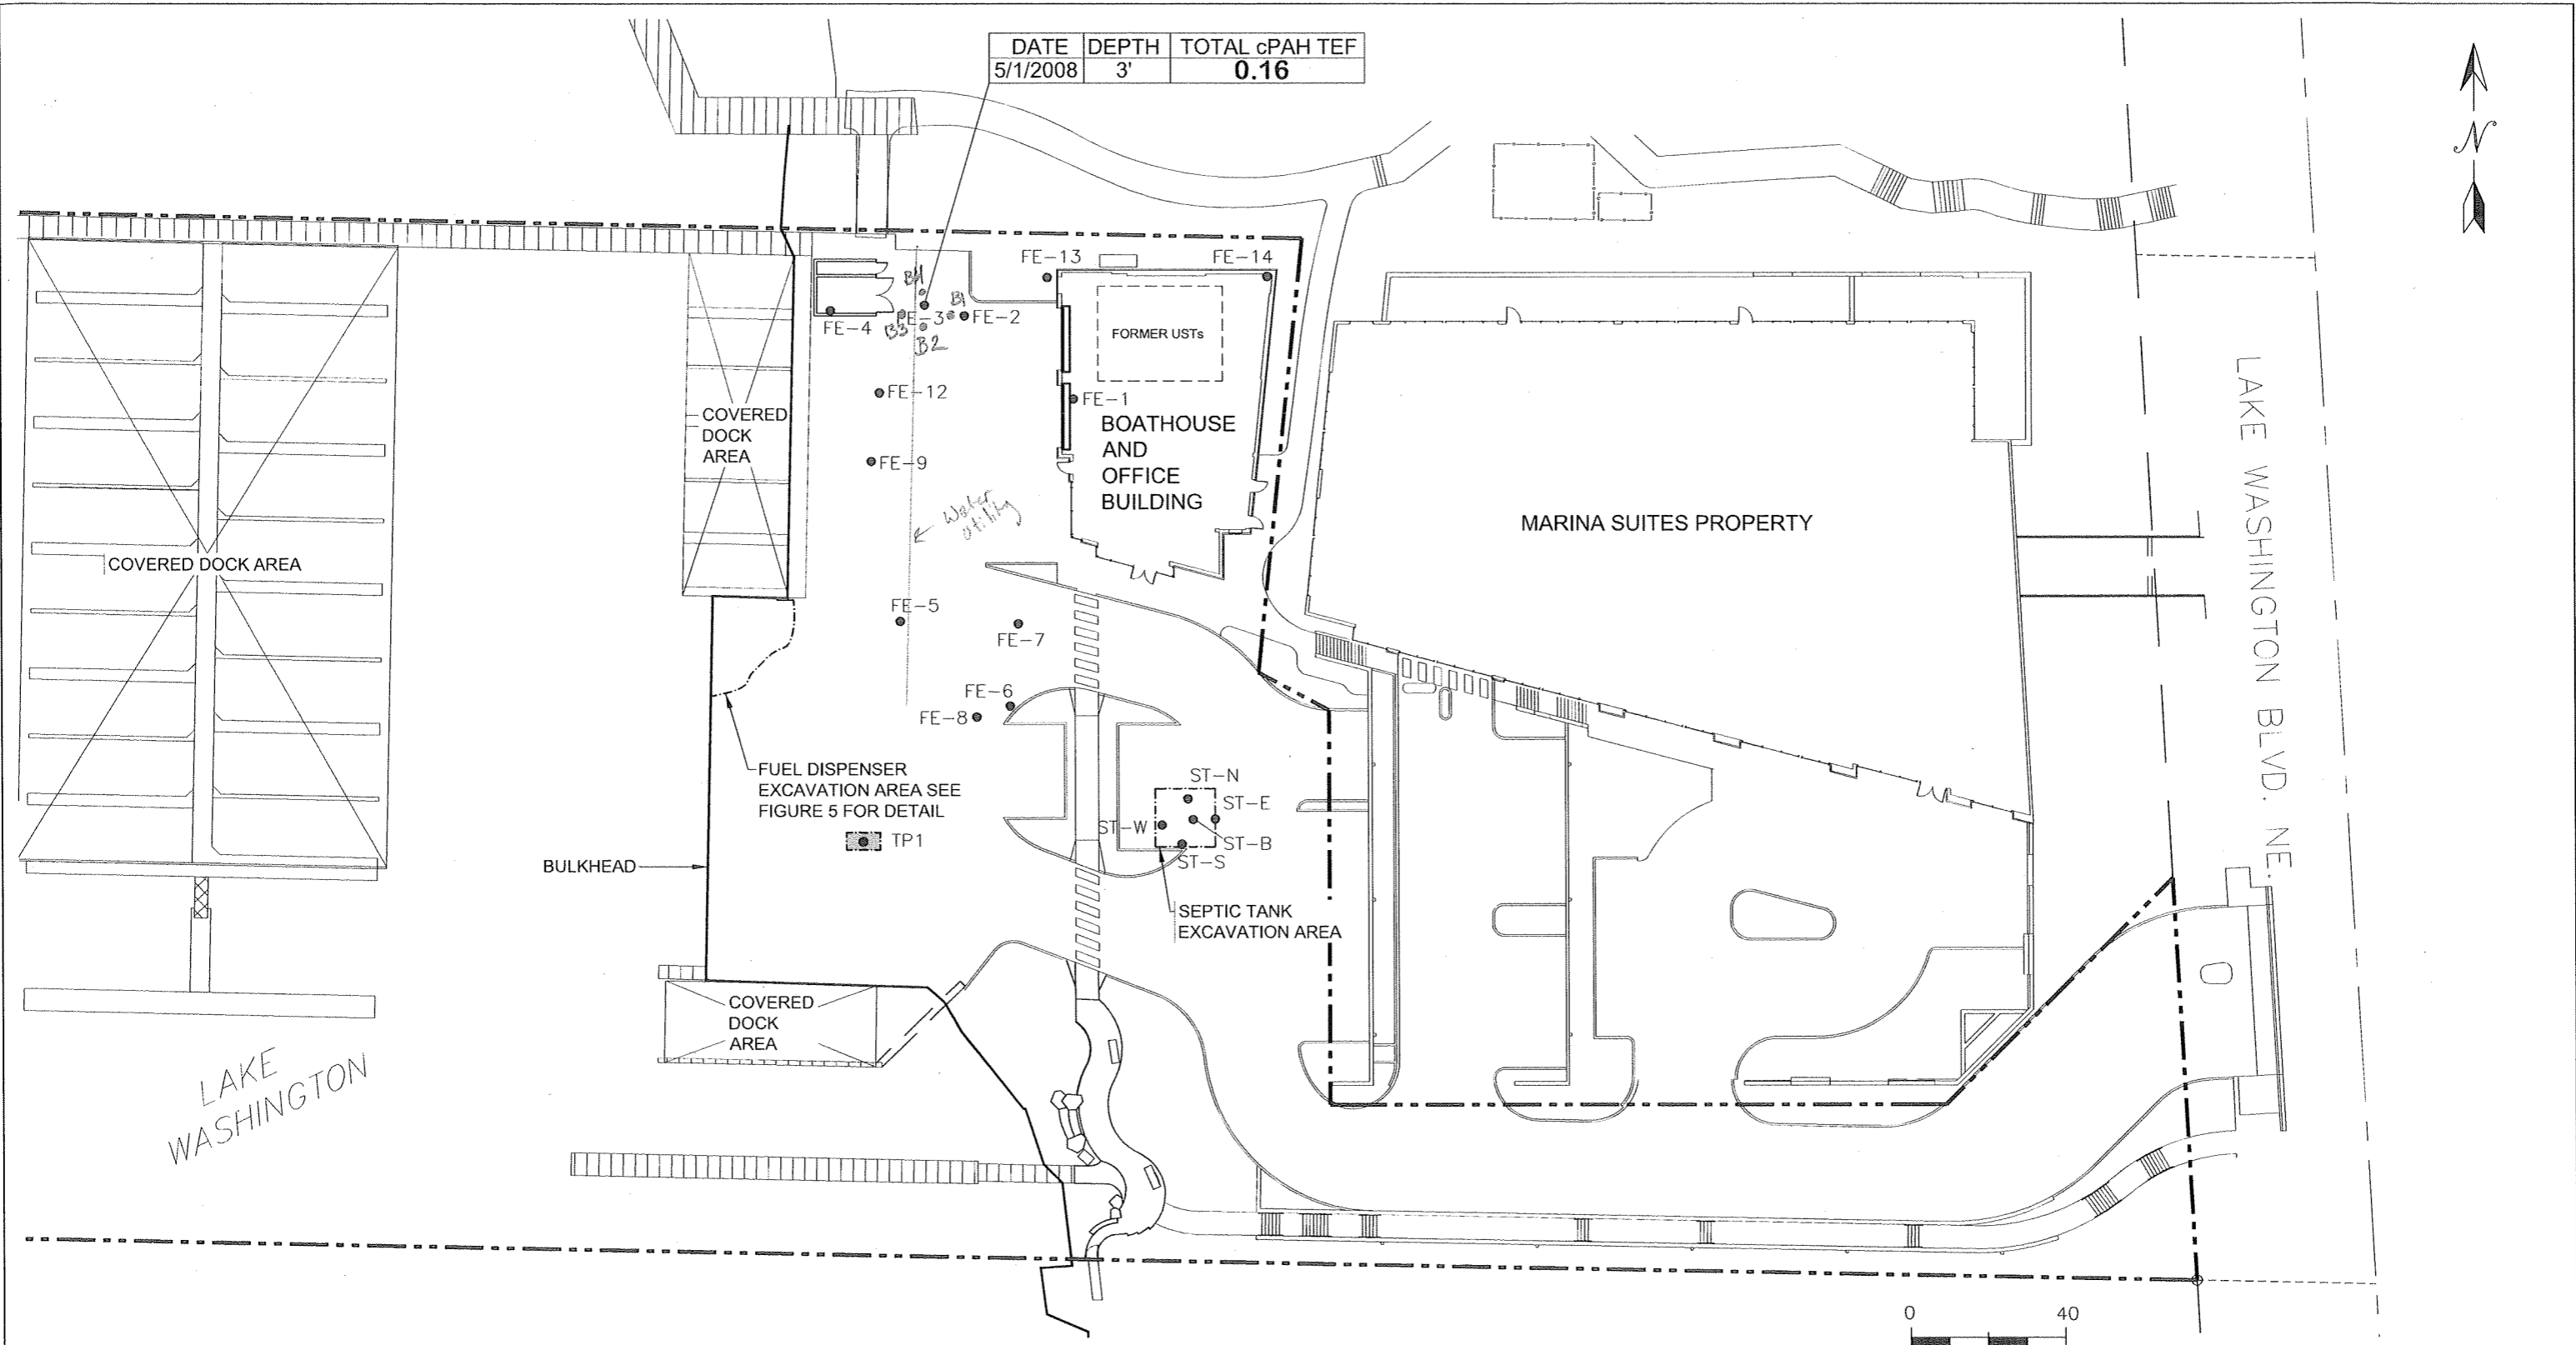 DATE DEPTH TOTAL cPAH TEF
5/1/2008 3' 0.16
N
FE-13
FE-14
B4
B1
FE-4
FE-3
FE-2
B3
B2
FORMER USTs
FE-12
FE-1
COVERED
DOCK
AREA
BOATHOUSE
AND
OFFICE
BUILDING
FE-9
Water
utility
MARINA SUITES PROPERTY
LAKE WASHINGTON BLVD. NE.
COVERED DOCK AREA
FE-5
FE-7
FE-6
FE-8
FUEL DISPENSER
EXCAVATION AREA SEE
FIGURE 5 FOR DETAIL
ST-N
ST-E
ST-W
ST-B
ST-S
TP1
BULKHEAD
SEPTIC TANK
EXCAVATION AREA
COVERED
DOCK
AREA
LAKE
WASHINGTON
0 40